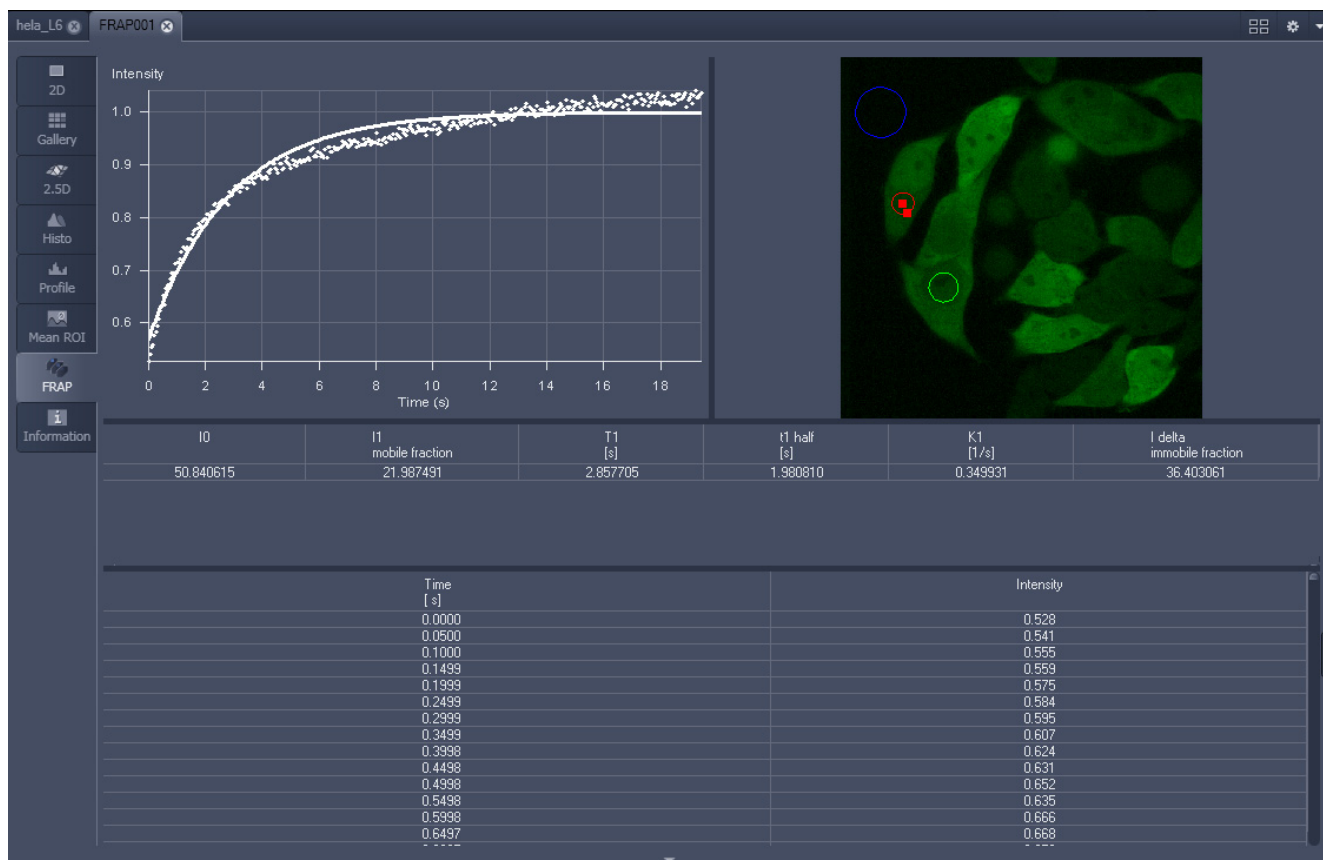 hela_L6
FRAP001
2D
Gallery
2.5D
Histo
Profile
Mean ROI
FRAP
Information
Intensity
1.0
0.9
0.8
0.7
0.6
0 2 4 6 8 10 12 14 16 18
Time (s)
I0 I1 T1 t1 half K1 I delta
mobile fraction [s] [s] [1/s] immobile fraction
50.840615 21.987491 2.857705 1.980810 0.349931 36.403061
Time Intensity
[ s]
0.0000 0.528
0.0500 0.541
0.1000 0.555
0.1499 0.559
0.1999 0.575
0.2499 0.584
0.2999 0.595
0.3499 0.607
0.3998 0.624
0.4498 0.631
0.4998 0.652
0.5498 0.635
0.5998 0.666
0.6497 0.668